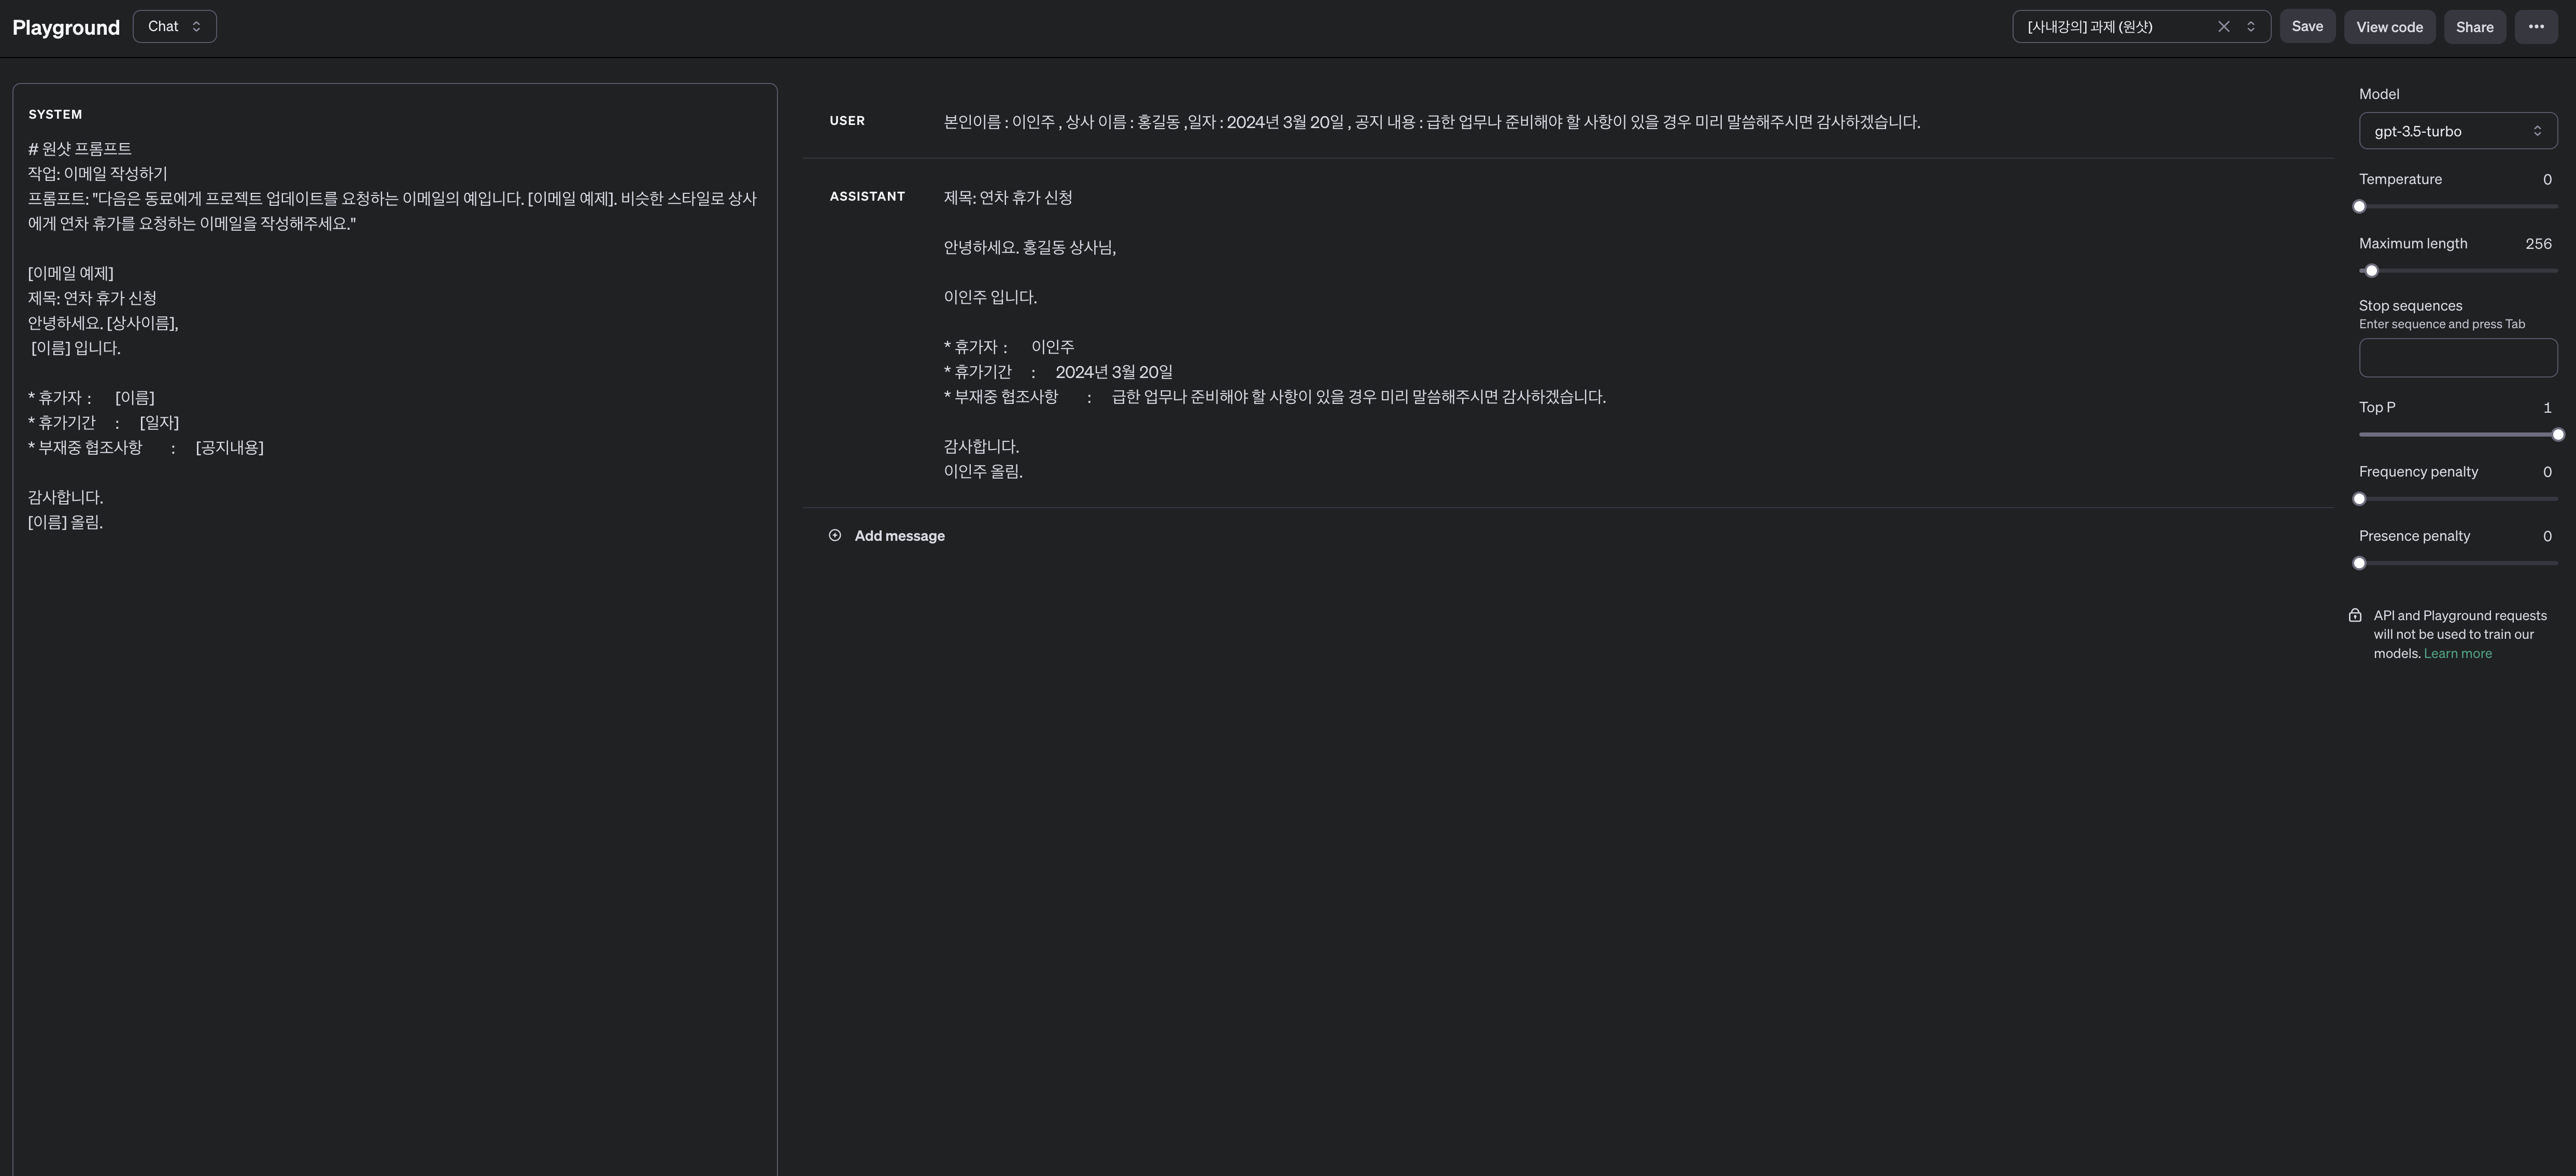 Playground
Chat
[사내강의] 과제 (원샷)
Save
View code
Share
SYSTEM
# 원샷 프롬프트
작업: 이메일 작성하기
프롬프트: "다음은 동료에게 프로젝트 업데이트를 요청하는 이메일의 예입니다. [이메일 예제]. 비슷한 스타일로 상사
에게 연차 휴가를 요청하는 이메일을 작성해주세요."
[이메일 예제]
제목: 연차 휴가 신청
안녕하세요. [상사이름],
[이름] 입니다.
* 휴가자 : [이름]
* 휴가기간 : [일자]
* 부재중 협조사항 : [공지내용]
감사합니다.
[이름] 올림.
USER
본인이름 : 이인주 , 상사 이름 : 홍길동 ,일자 : 2024년 3월 20일 , 공지 내용 : 급한 업무나 준비해야 할 사항이 있을 경우 미리 말씀해주시면 감사하겠습니다.
ASSISTANT
제목: 연차 휴가 신청
안녕하세요. 홍길동 상사님,
이인주 입니다.
* 휴가자 : 이인주
* 휴가기간 : 2024년 3월 20일
* 부재중 협조사항 : 급한 업무나 준비해야 할 사항이 있을 경우 미리 말씀해주시면 감사하겠습니다.
감사합니다.
이인주 올림.
Add message
Model
gpt-3.5-turbo
Temperature 0
Maximum length 256
Stop sequences
Enter sequence and press Tab
Top P 1
Frequency penalty 0
Presence penalty 0
API and Playground requests
will not be used to train our
models. Learn more